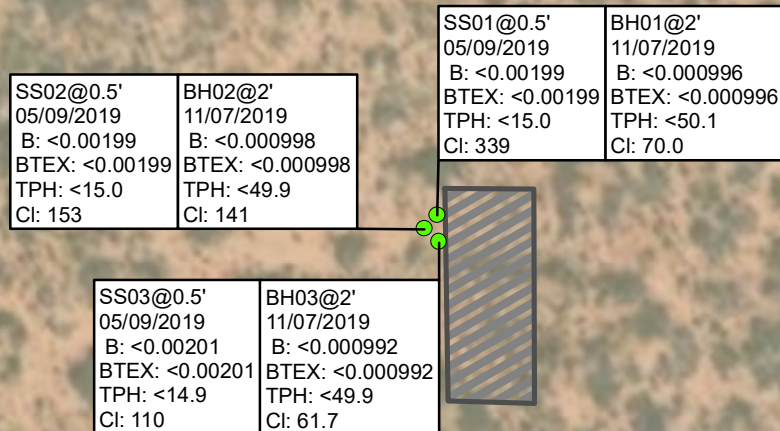 SS01@0.5'
05/09/2019
B: <0.00199
BTEX: <0.00199
TPH: <15.0
Cl: 339
BH01@2'
11/07/2019
B: <0.000996
BTEX: <0.000996
TPH: <50.1
Cl: 70.0
SS02@0.5'
05/09/2019
B: <0.00199
BTEX: <0.00199
TPH: <15.0
Cl: 153
BH02@2'
11/07/2019
B: <0.000998
BTEX: <0.000998
TPH: <49.9
Cl: 141
SS03@0.5'
05/09/2019
B: <0.00201
BTEX: <0.00201
TPH: <14.9
Cl: 110
BH03@2'
11/07/2019
B: <0.000992
BTEX: <0.000992
TPH: <49.9
Cl: 61.7